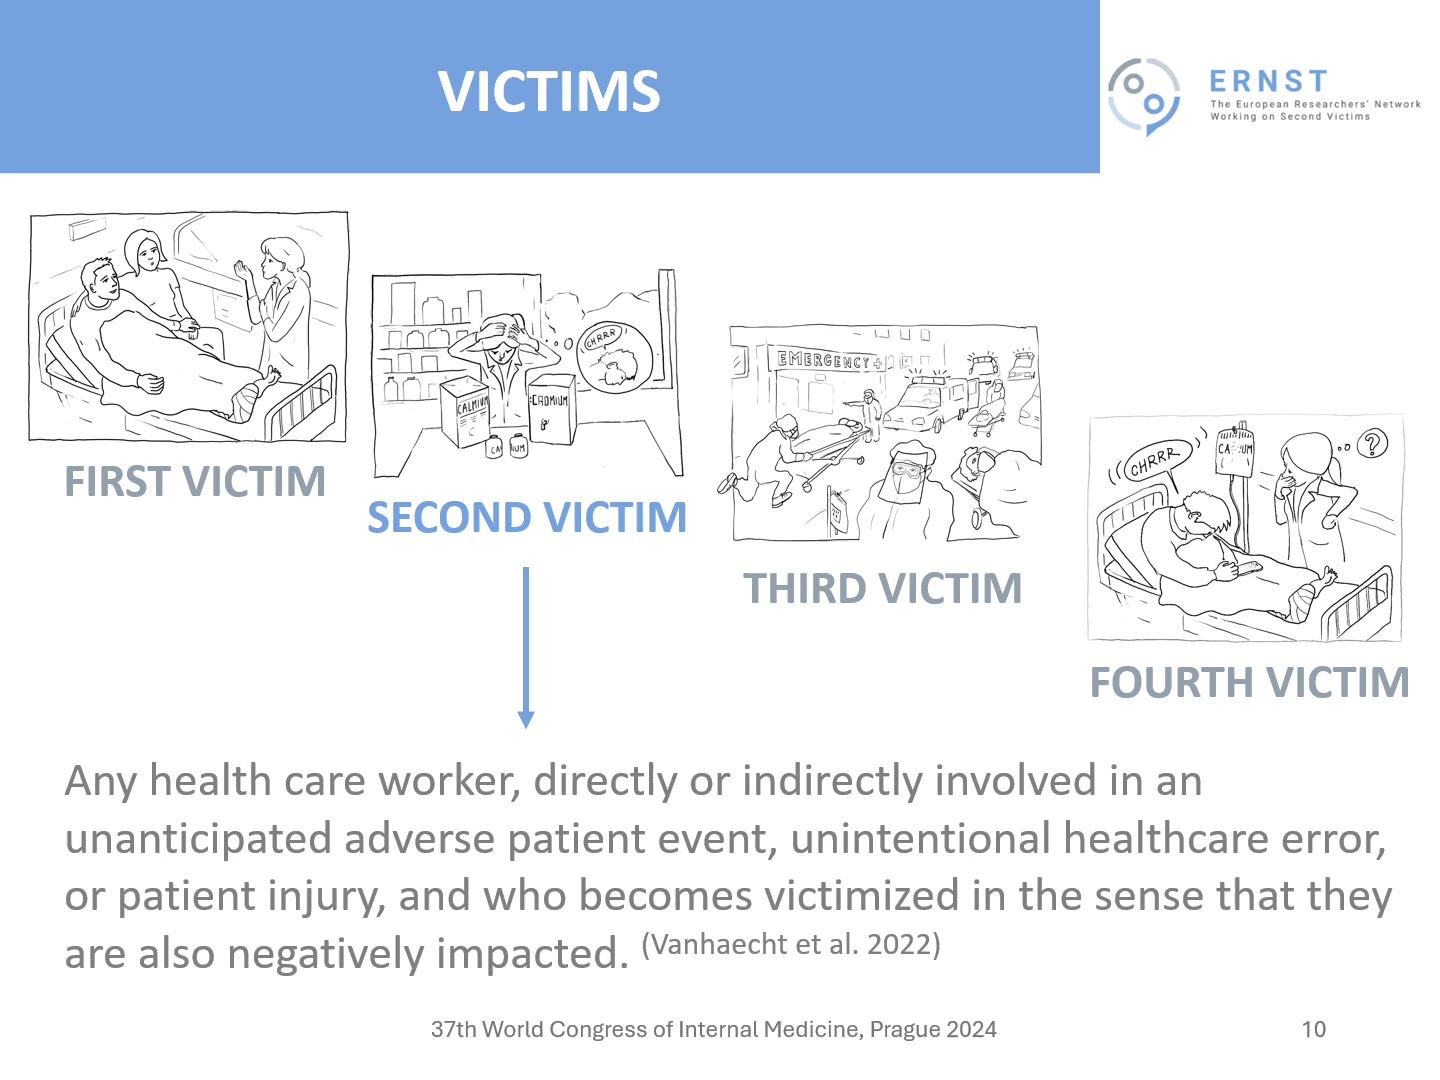 VICTIMS
ERNST
The European Researchers' Network
Working on Second Victims
FIRST VICTIM
CHRRR
CALMIUM
CADMIUM
CA
IUM
SECOND VICTIM
EMERGENCY +
THIRD VICTIM
CHRRR
?
FOURTH VICTIM
Any health care worker, directly or indirectly involved in an
unanticipated adverse patient event, unintentional healthcare error,
or patient injury, and who becomes victimized in the sense that they
are also negatively impacted. (Vanhaecht et al. 2022)
37th World Congress of Internal Medicine, Prague 2024
10